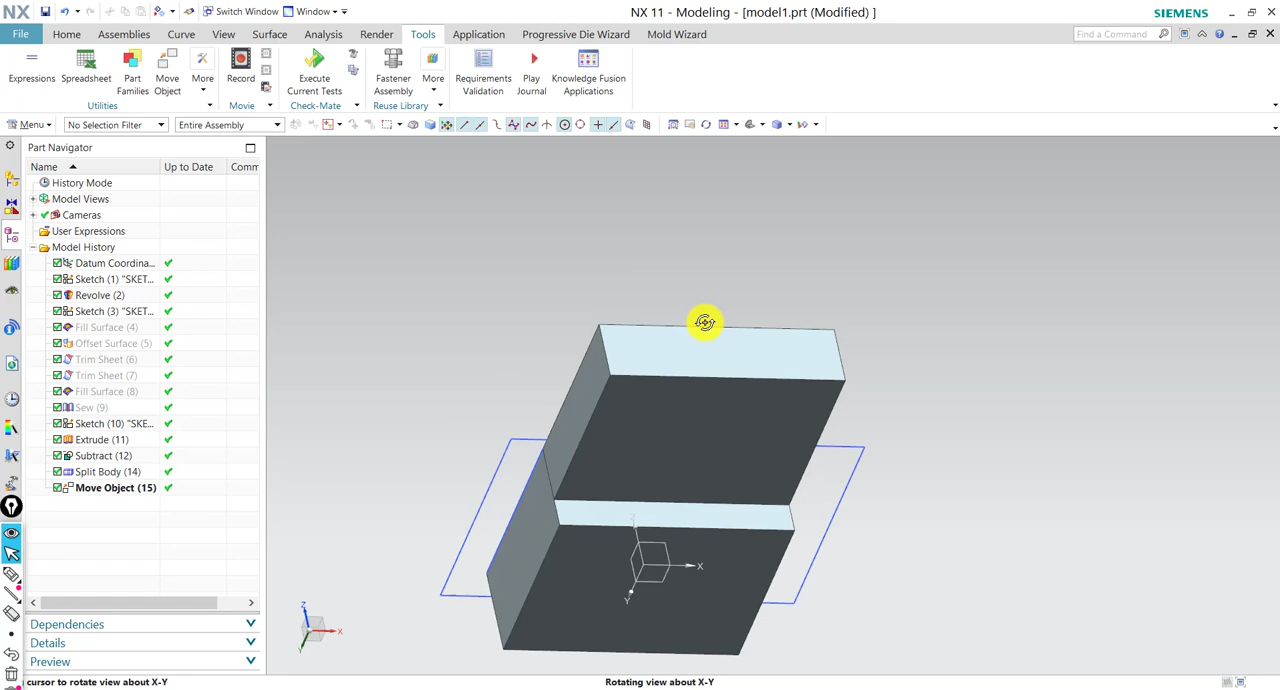 NX Switch Window Window NX 11 - Modeling - [model1.prt (Modified) ] SIEMENS
File Home Assemblies Curve View Surface Analysis Render Tools Application Progressive Die Wizard Mold Wizard Find a Command
Expressions Spreadsheet Part Families Move Object More Record Execute Current Tests Fastener Assembly More Requirements Validation Play Journal Knowledge Fusion Applications
Utilities Movie Check-Mate Reuse Library
Menu No Selection Filter Entire Assembly
Part Navigator
Name Up to Date Comm
History Mode
Model Views
Cameras
User Expressions
Model History
Datum Coordina...
Sketch (1) "SKET...
Revolve (2)
Sketch (3) "SKET...
Fill Surface (4)
Offset Surface (5)
Trim Sheet (6)
Trim Sheet (7)
Fill Surface (8)
Sew (9)
Sketch (10) "SKE...
Extrude (11)
Subtract (12)
Split Body (14)
Move Object (15)
Z
X
Y
Z
X
Y
Dependencies
Details
Preview
cursor to rotate view about X-Y Rotating view about X-Y